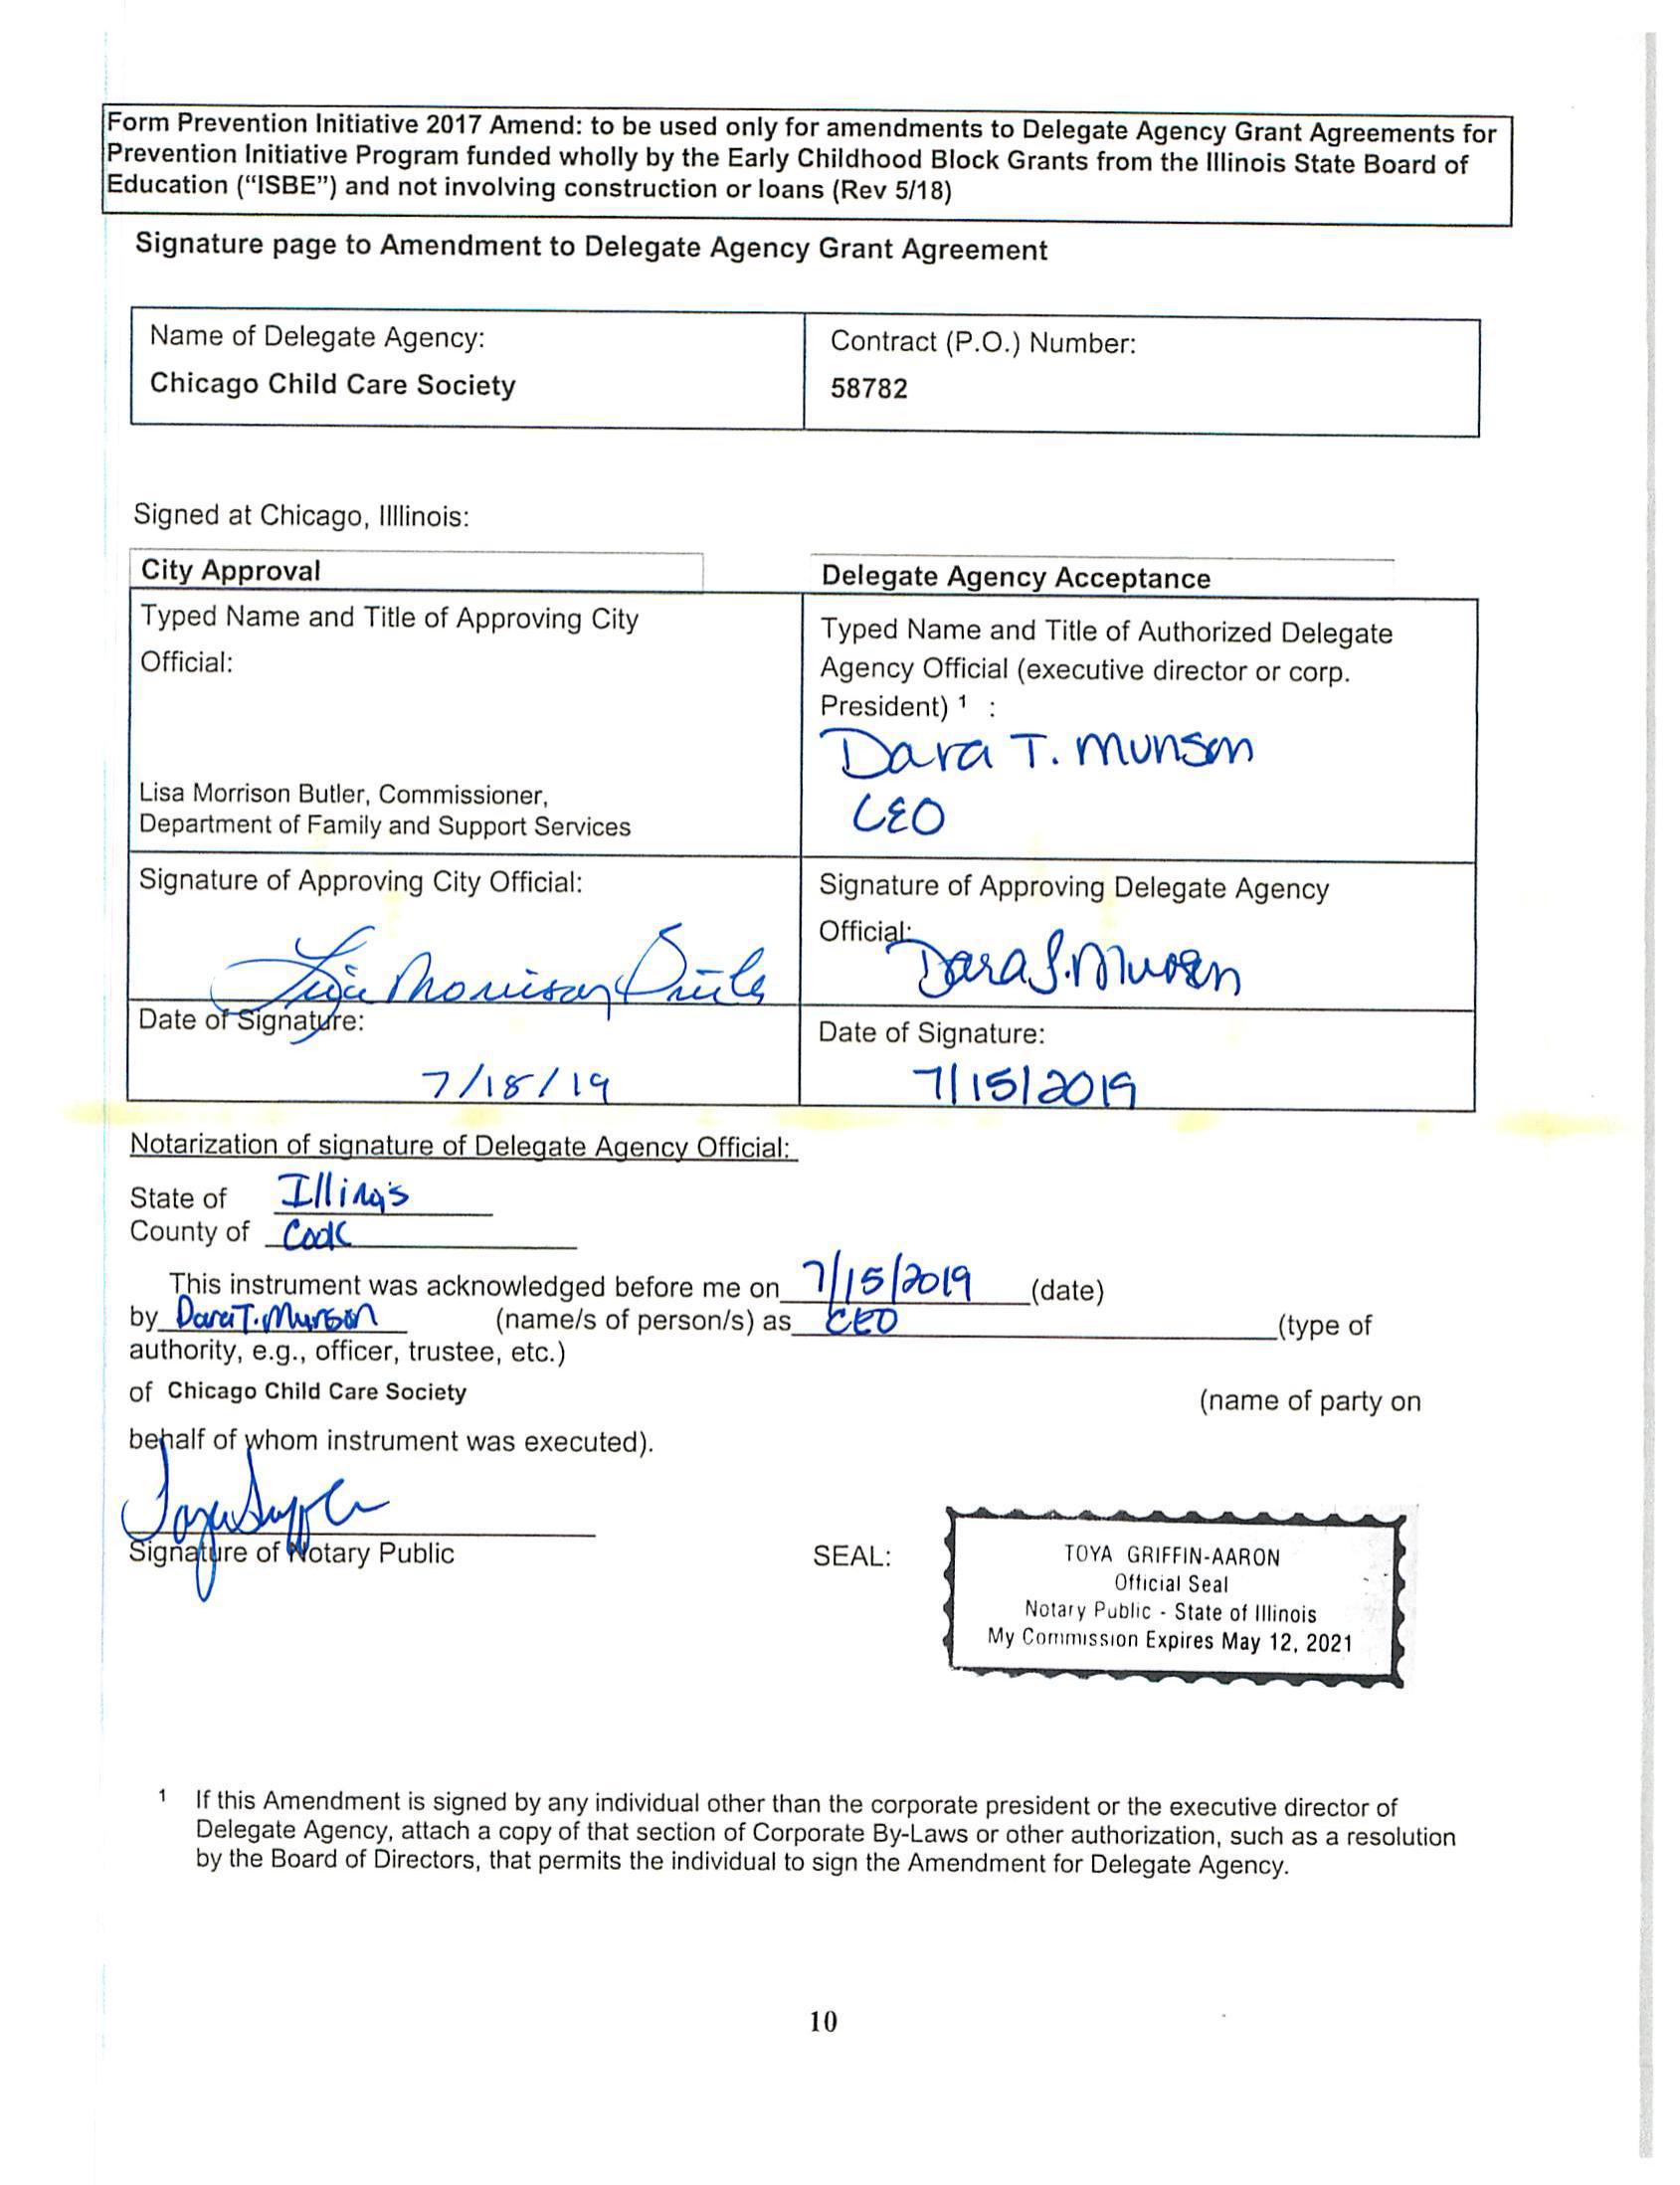 Form Prevention Initiative 2017 Amend: to be used only for amendments to Delegate Agency Grant Agreements for
Prevention Initiative Program funded wholly by the Early Childhood Block Grants from the Illinois State Board of
Education (“ISBE”) and not involving construction or loans (Rev 5/18)
Signature page to Amendment to Delegate Agency Grant Agreement
Name of Delegate Agency:
Chicago Child Care Society
Contract (P.O.) Number:
58782
Signed at Chicago, Illlinois:
City Approval
Typed Name and Title of Approving City
Official:
Lisa Morrison Butler, Commissioner,
Department of Family and Support Services
Delegate Agency Acceptance
Typed Name and Title of Authorized Delegate
Agency Official (executive director or corp.
President) 1 :
Dara T. Munson
CEO
Signature of Approving City Official:
Lisa Morrison Butler
Signature of Approving Delegate Agency
Official:
Dara T. Munson
Date of Signature:
7/18/19
Date of Signature:
7/15/2019
Notarization of signature of Delegate Agency Official:
State of Illinois
County of Cook
This instrument was acknowledged before me on 7/15/2019 (date)
by Dara T. Munson (name/s of person/s) as CEO (type of
authority, e.g., officer, trustee, etc.)
of Chicago Child Care Society (name of party on
behalf of whom instrument was executed).
Signature of Notary Public
SEAL:
TOYA GRIFFIN-AARON
Official Seal
Notary Public - State of Illinois
My Commission Expires May 12, 2021
1 If this Amendment is signed by any individual other than the corporate president or the executive director of
Delegate Agency, attach a copy of that section of Corporate By-Laws or other authorization, such as a resolution
by the Board of Directors, that permits the individual to sign the Amendment for Delegate Agency.
10